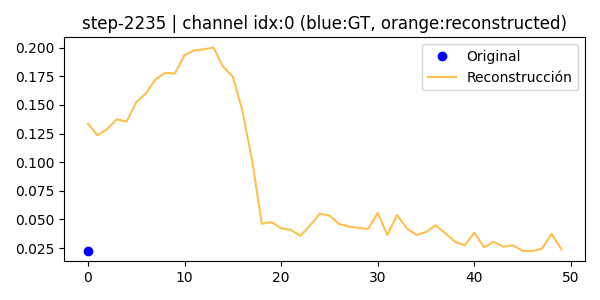 step-2235 | channel idx:0 (blue:GT, orange:reconstructed)
0.200
0.175
0.150
0.125
0.100
0.075
0.050
0.025
Original
Reconstrucción
0 10 20 30 40 50